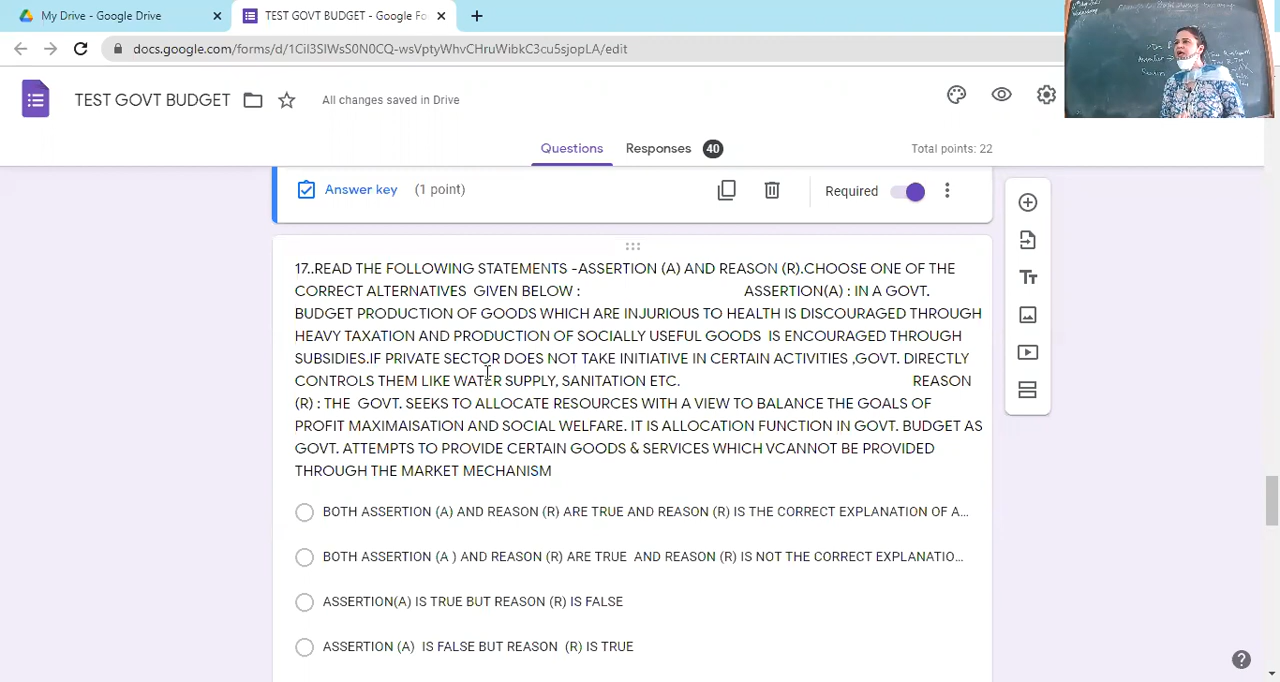 My Drive - Google Drive
TEST GOVT BUDGET - Google Fo
docs.google.com/forms/d/1Cil3SIWsS0N0CQ-wsVptyWhvCHruWibkC3cu5sjopLA/edit
TEST GOVT BUDGET
All changes saved in Drive
Questions
Responses 40
Total points: 22
Answer key (1 point)
Required
17..READ THE FOLLOWING STATEMENTS -ASSERTION (A) AND REASON (R).CHOOSE ONE OF THE
CORRECT ALTERNATIVES GIVEN BELOW : ASSERTION(A) : IN A GOVT.
BUDGET PRODUCTION OF GOODS WHICH ARE INJURIOUS TO HEALTH IS DISCOURAGED THROUGH
HEAVY TAXATION AND PRODUCTION OF SOCIALLY USEFUL GOODS IS ENCOURAGED THROUGH
SUBSIDIES.IF PRIVATE SECTOR DOES NOT TAKE INITIATIVE IN CERTAIN ACTIVITIES ,GOVT. DIRECTLY
CONTROLS THEM LIKE WATER SUPPLY, SANITATION ETC. REASON
(R) : THE GOVT. SEEKS TO ALLOCATE RESOURCES WITH A VIEW TO BALANCE THE GOALS OF
PROFIT MAXIMAISATION AND SOCIAL WELFARE. IT IS ALLOCATION FUNCTION IN GOVT. BUDGET AS
GOVT. ATTEMPTS TO PROVIDE CERTAIN GOODS & SERVICES WHICH VCANNOT BE PROVIDED
THROUGH THE MARKET MECHANISM
BOTH ASSERTION (A) AND REASON (R) ARE TRUE AND REASON (R) IS THE CORRECT EXPLANATION OF A...
BOTH ASSERTION (A ) AND REASON (R) ARE TRUE AND REASON (R) IS NOT THE CORRECT EXPLANATIO...
ASSERTION(A) IS TRUE BUT REASON (R) IS FALSE
ASSERTION (A) IS FALSE BUT REASON (R) IS TRUE